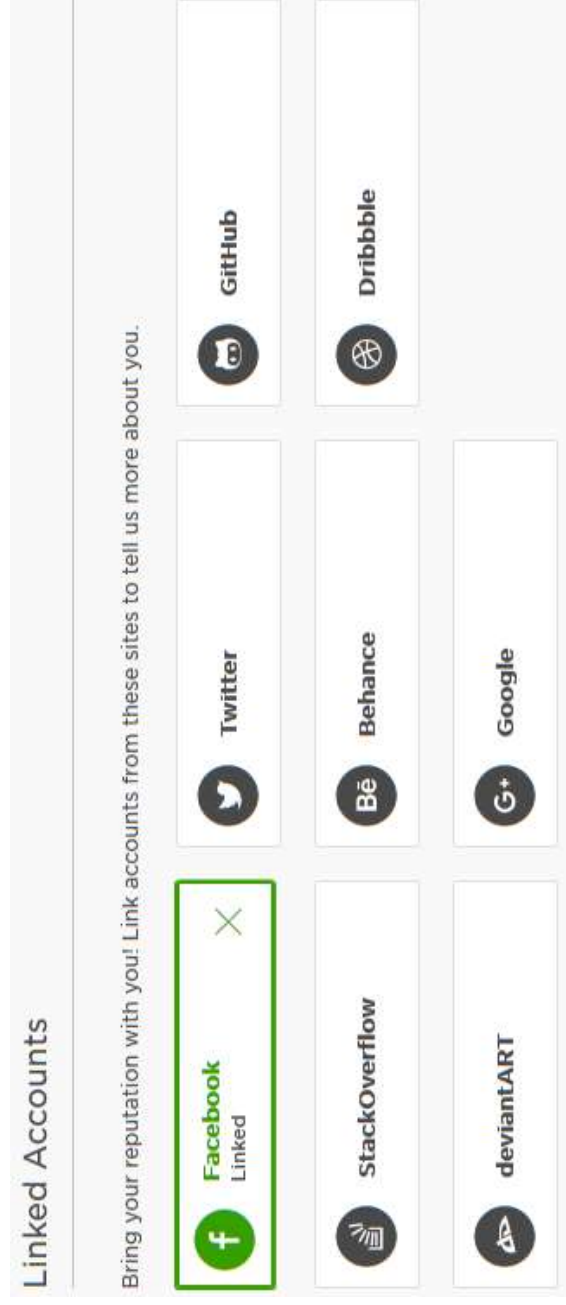 Linked Accounts
Bring your reputation with you! Link accounts from these sites to tell us more about you.
Facebook
Linked
Twitter
GitHub
StackOverflow
Bē Behance
Dribbble
deviantART
G+ Google